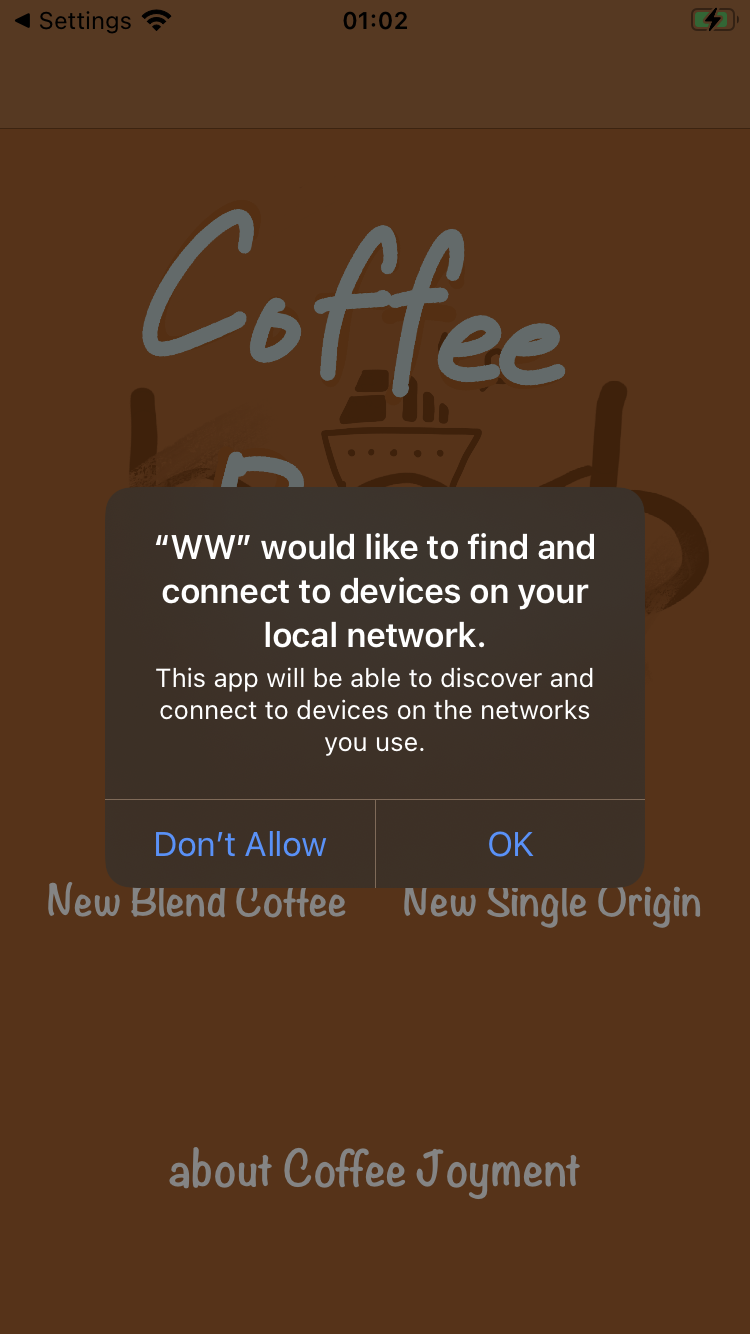 Settings
01:02
Coffee
“WW” would like to find and
connect to devices on your
local network.
This app will be able to discover and
connect to devices on the networks
you use.
Don’t Allow
OK
New Blend Coffee
New Single Origin
about Coffee Joyment